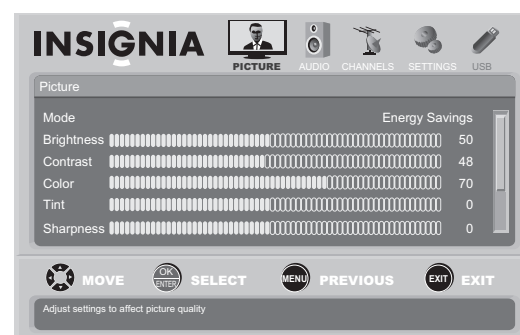 INSIGNIA
PICTURE AUDIO CHANNELS SETTINGS USB
Picture
Mode Energy Savings
Brightness 50
Contrast 48
Color 70
Tint 0
Sharpness 0
MOVE OK ENTER SELECT MENU PREVIOUS EXIT EXIT
Adjust settings to affect picture quality